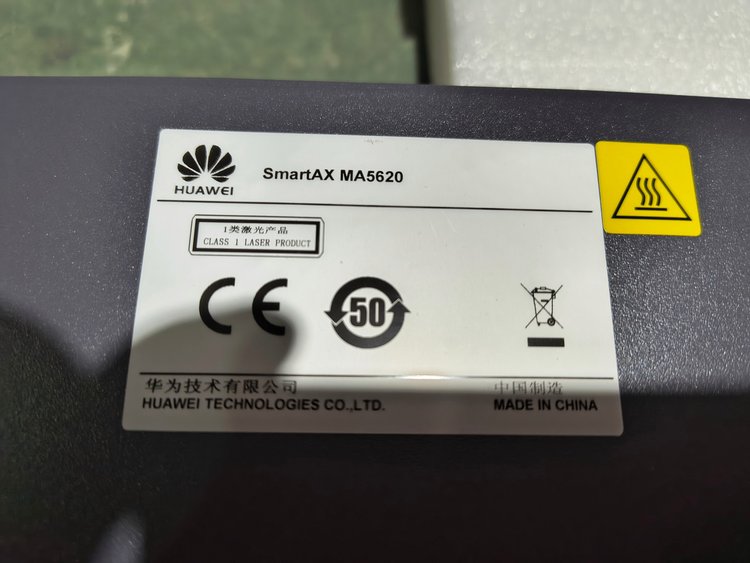 HUAWEI
SmartAX MA5620
1类激光产品
CLASS 1 LASER PRODUCT
CE
50
华为技术有限公司
中国制造
HUAWEI TECHNOLOGIES CO.,LTD.
MADE IN CHINA